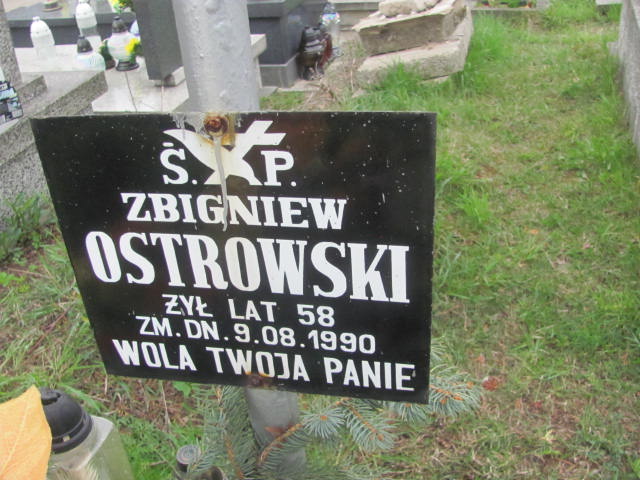 Ś. P.
ZBIGNIEW
OSTROWSKI
ŻYŁ LAT 58
ZM. DN. 9.08.1990
WOLA TWOJA PANIE